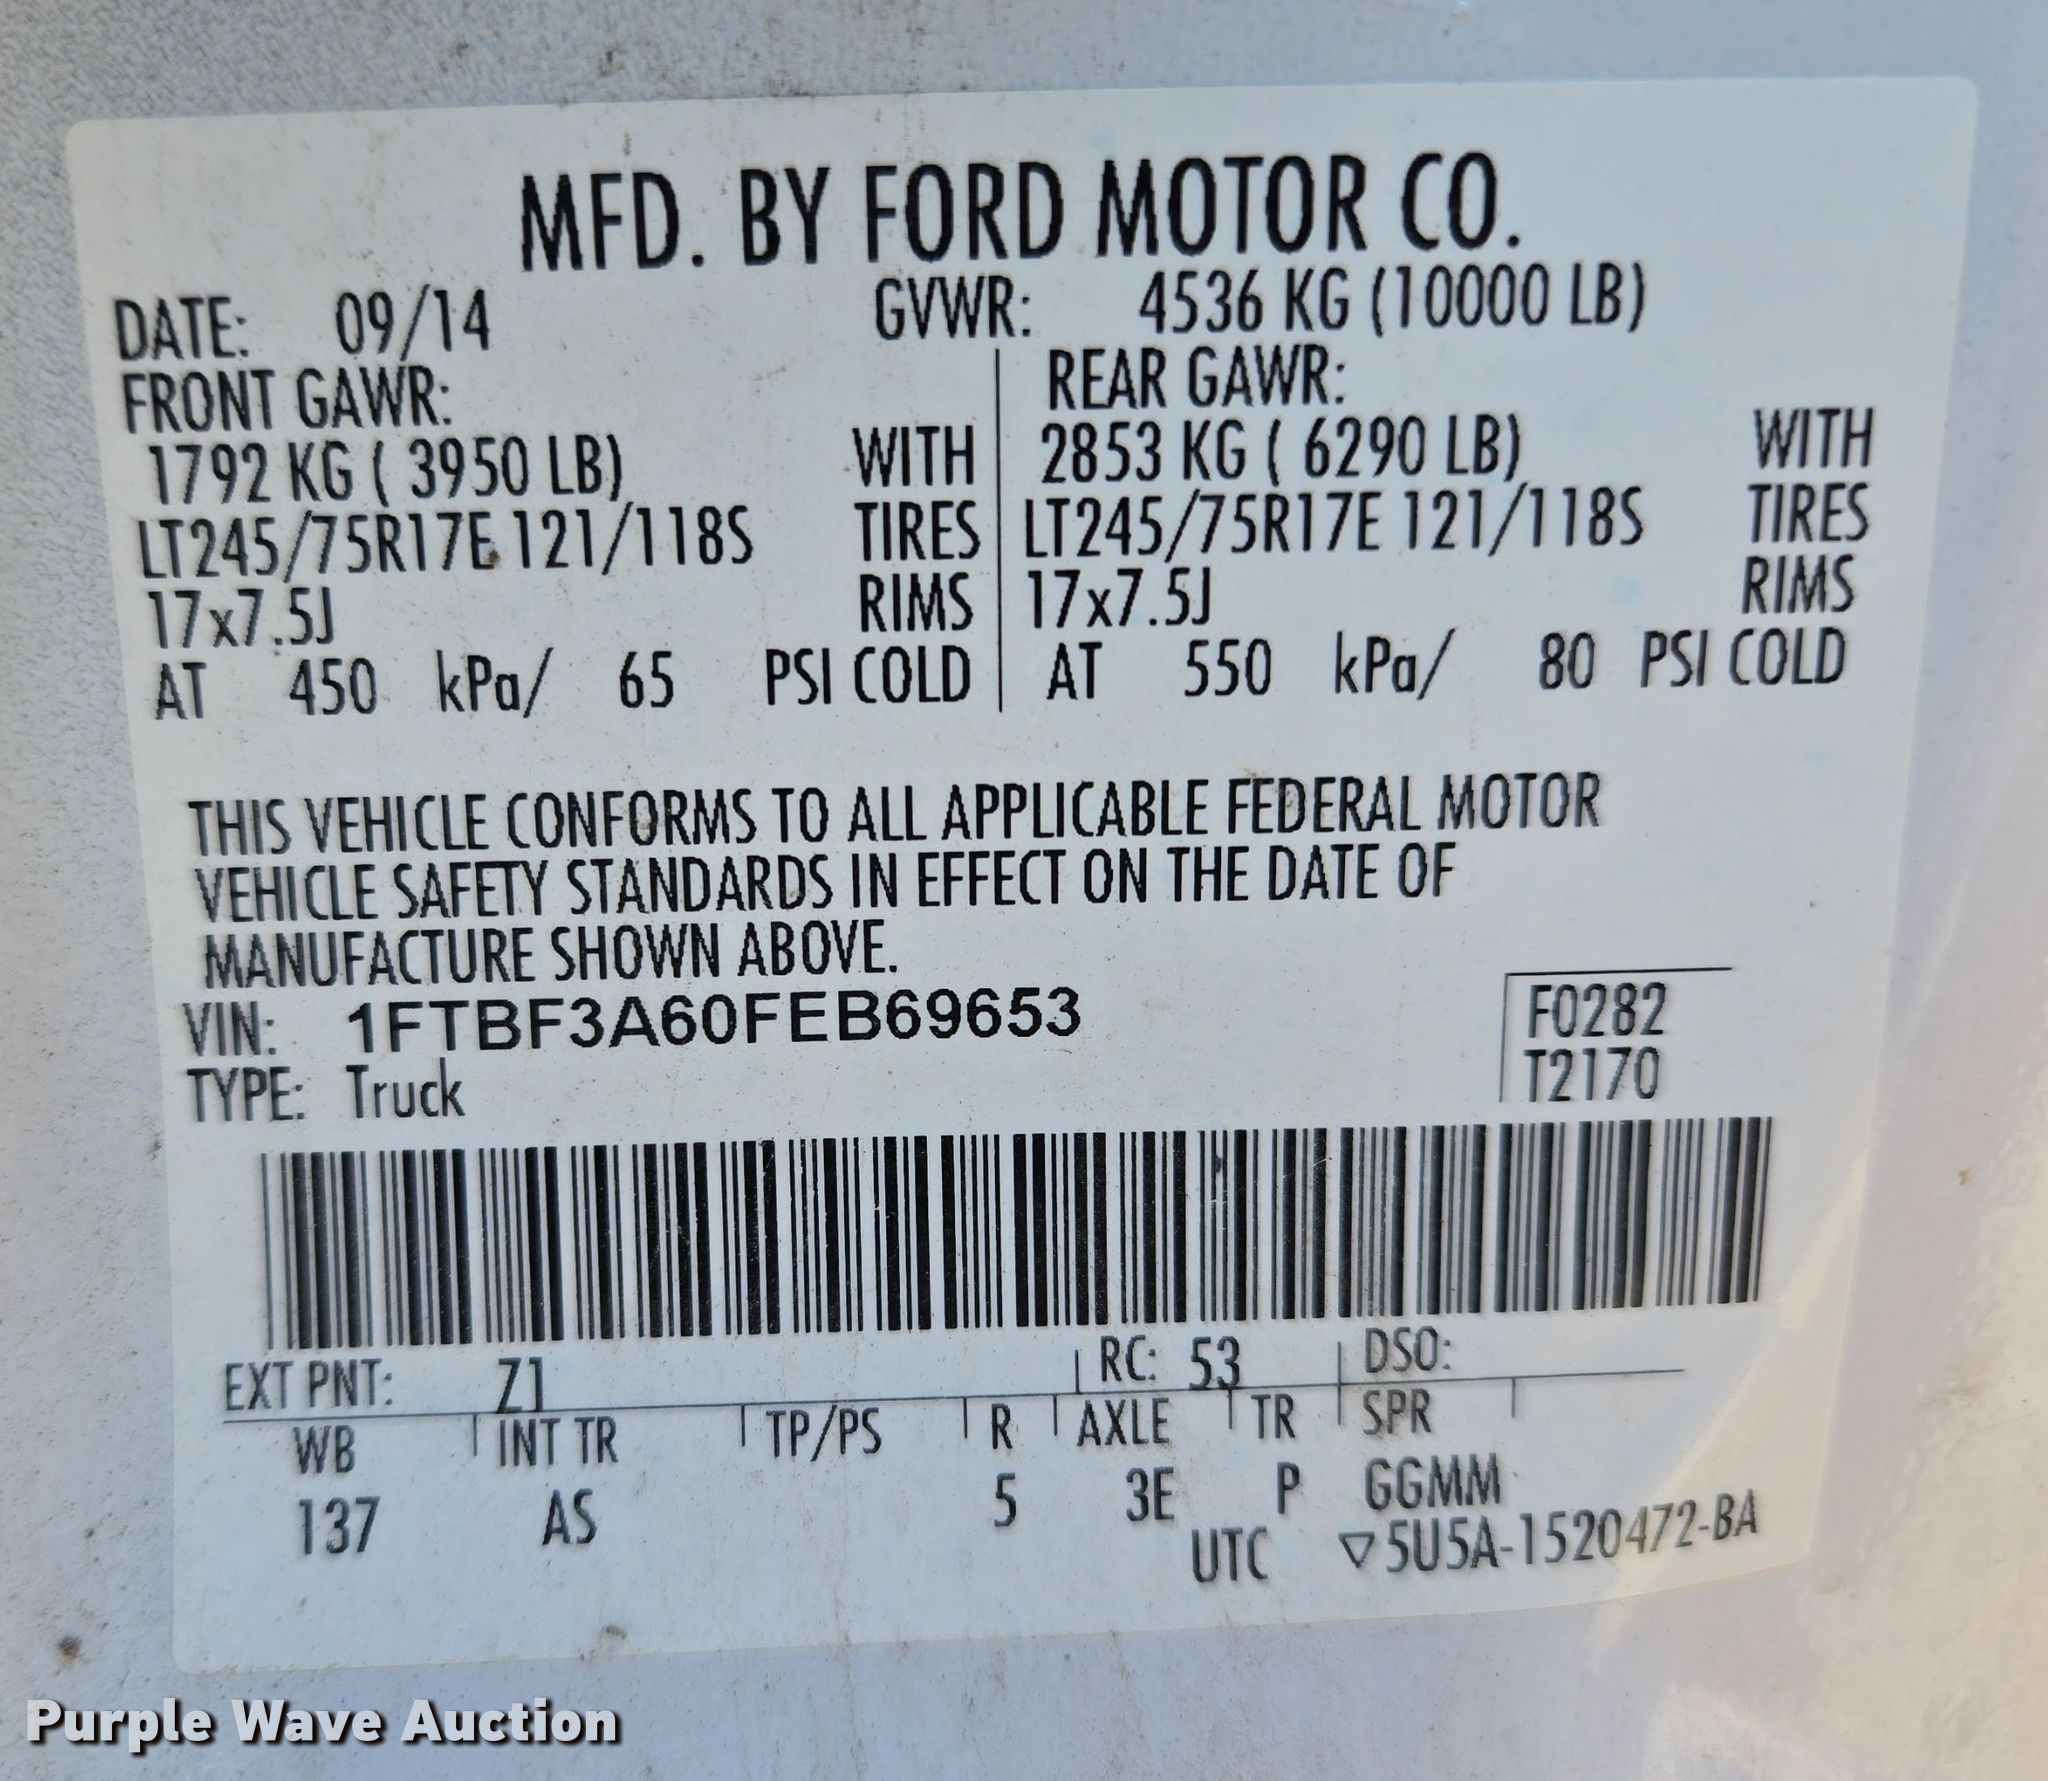 MFD. BY FORD MOTOR CO.
DATE: 09/14 GVWR: 4536 KG (10000 LB)
FRONT GAWR: REAR GAWR:
1792 KG ( 3950 LB) WITH 2853 KG ( 6290 LB) WITH
LT245/75R17E 121/118S TIRES LT245/75R17E 121/118S TIRES
17x7.5J RIMS 17x7.5J RIMS
AT 450 kPa/ 65 PSI COLD AT 550 kPa/ 80 PSI COLD
THIS VEHICLE CONFORMS TO ALL APPLICABLE FEDERAL MOTOR
VEHICLE SAFETY STANDARDS IN EFFECT ON THE DATE OF
MANUFACTURE SHOWN ABOVE.
VIN: 1FTBF3A60FEB69653 F0282
TYPE: Truck T2170
EXT PNT: Z1 RC: 53 DSO:
WB INT TR TP/PS R AXLE TR SPR
137 AS 5 3E P GGMM
UTC ▽5U5A-1520472-BA
Purple Wave Auction